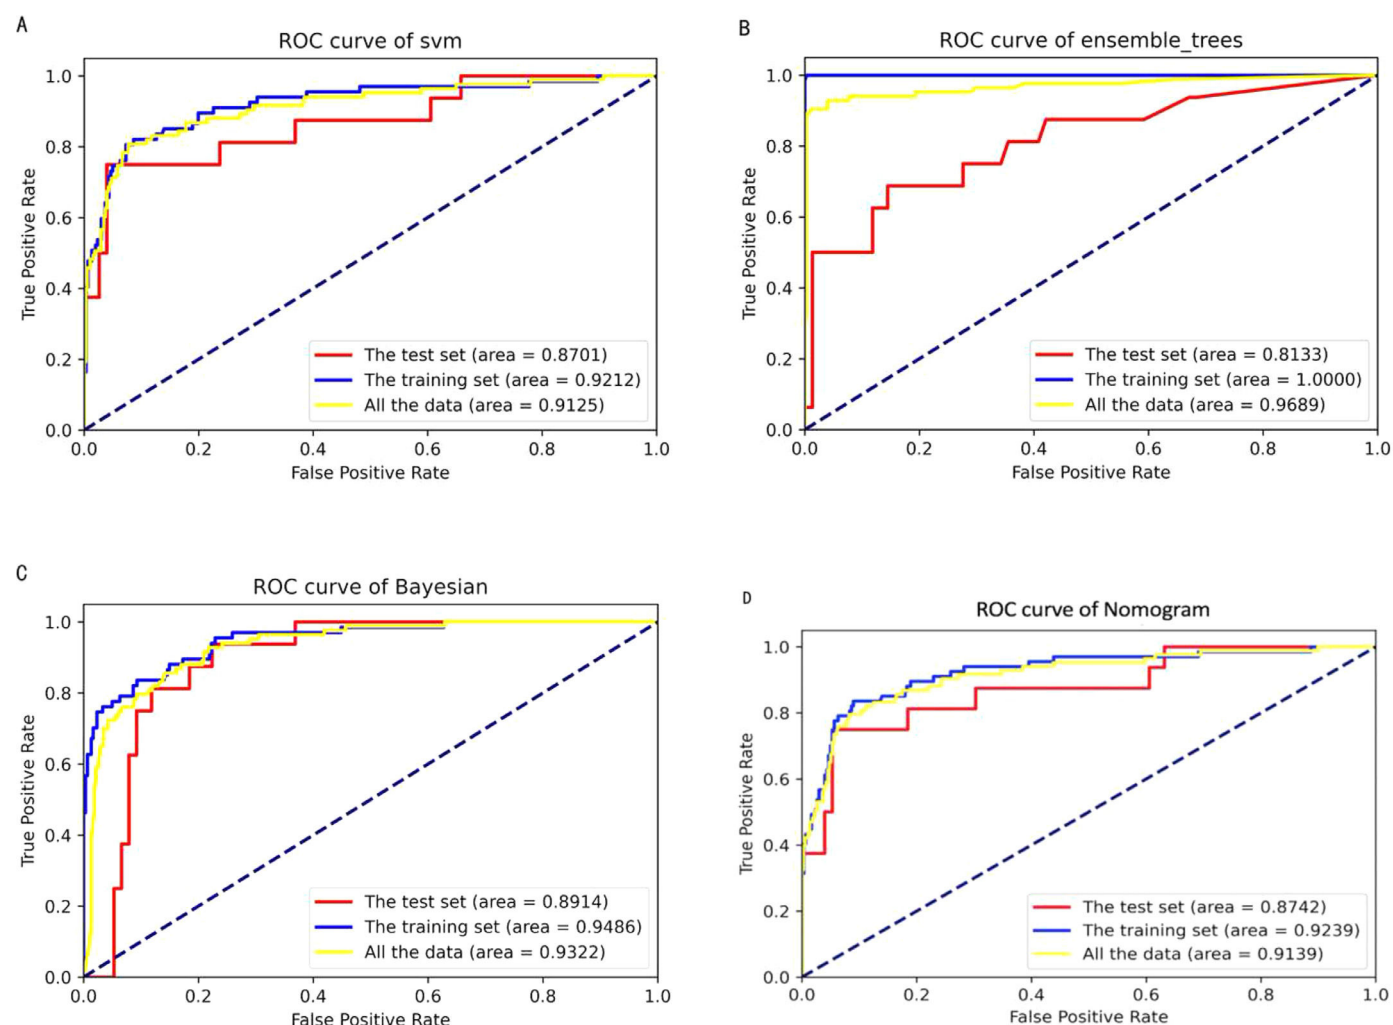 A
ROC curve of svm
1.0
0.8
0.6
0.4
0.2
0.0
True Positive Rate
The test set (area = 0.8701)
The training set (area = 0.9212)
All the data (area = 0.9125)
0.0 0.2 0.4 0.6 0.8 1.0
False Positive Rate
B
ROC curve of ensemble_trees
1.0
0.8
0.6
0.4
0.2
0.0
True Positive Rate
The test set (area = 0.8133)
The training set (area = 1.0000)
All the data (area = 0.9689)
0.0 0.2 0.4 0.6 0.8 1.0
False Positive Rate
C
ROC curve of Bayesian
1.0
0.8
0.6
0.4
0.2
0.0
True Positive Rate
The test set (area = 0.8914)
The training set (area = 0.9486)
All the data (area = 0.9322)
0.0 0.2 0.4 0.6 0.8 1.0
False Positive Rate
D
ROC curve of Nomogram
1.0
0.8
0.6
0.4
0.2
0.0
True Positive Rate
The test set (area = 0.8742)
The training set (area = 0.9239)
All the data (area = 0.9139)
0.0 0.2 0.4 0.6 0.8 1.0
False Positive Rate